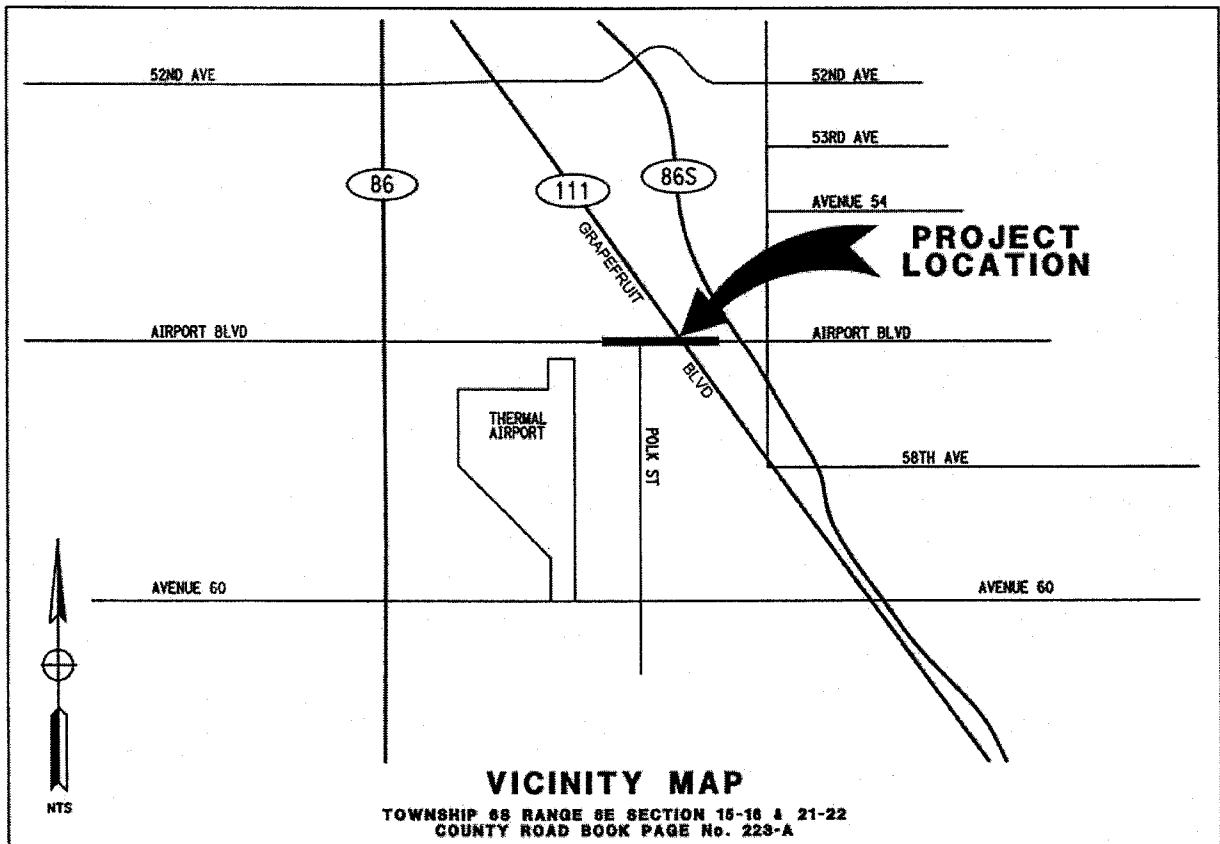 52ND AVE
52ND AVE
53RD AVE
86
111
86S
AVENUE 54
PROJECT
LOCATION
GRAPEFRUIT
BLVD
AIRPORT BLVD
AIRPORT BLVD
THERMAL
AIRPORT
POLK ST
58TH AVE
AVENUE 60
AVENUE 60
NTS
VICINITY MAP
TOWNSHIP 6S RANGE 8E SECTION 15-16 & 21-22
COUNTY ROAD BOOK PAGE No. 223-A